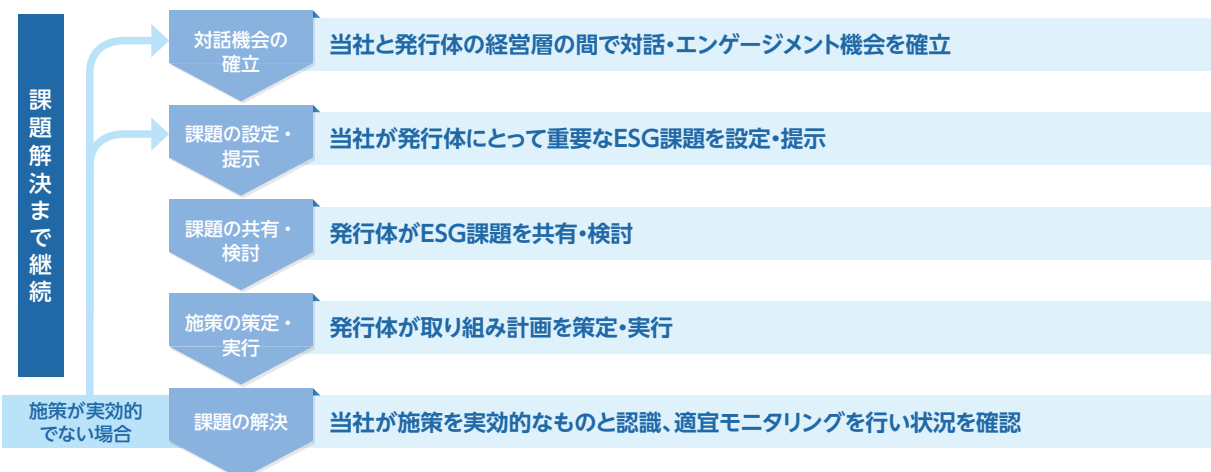 課題解決まで継続
対話機会の
確立
当社と発行体の経営層の間で対話・エンゲージメント機会を確立
課題の設定・
提示
当社が発行体にとって重要なESG課題を設定・提示
課題の共有・
検討
発行体がESG課題を共有・検討
施策の策定・
実行
発行体が取り組み計画を策定・実行
施策が実効的
でない場合
課題の解決
当社が施策を実効的なものと認識、適宜モニタリングを行い状況を確認